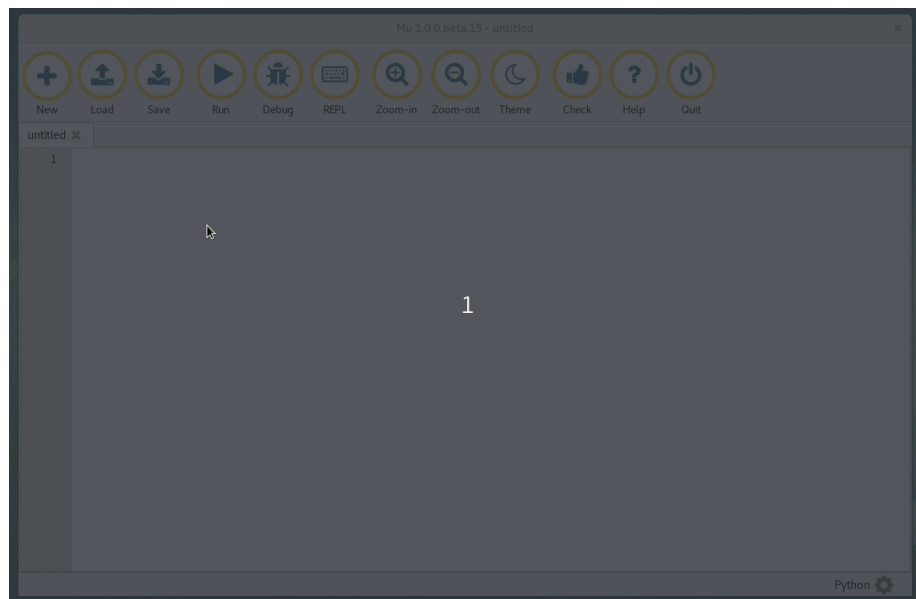 Mu 1.0.0.beta.15 - untitled
New Load Save Run Debug REPL Zoom-in Zoom-out Theme Check Help Quit
untitled
1
1
Python